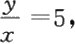 y/x =5,